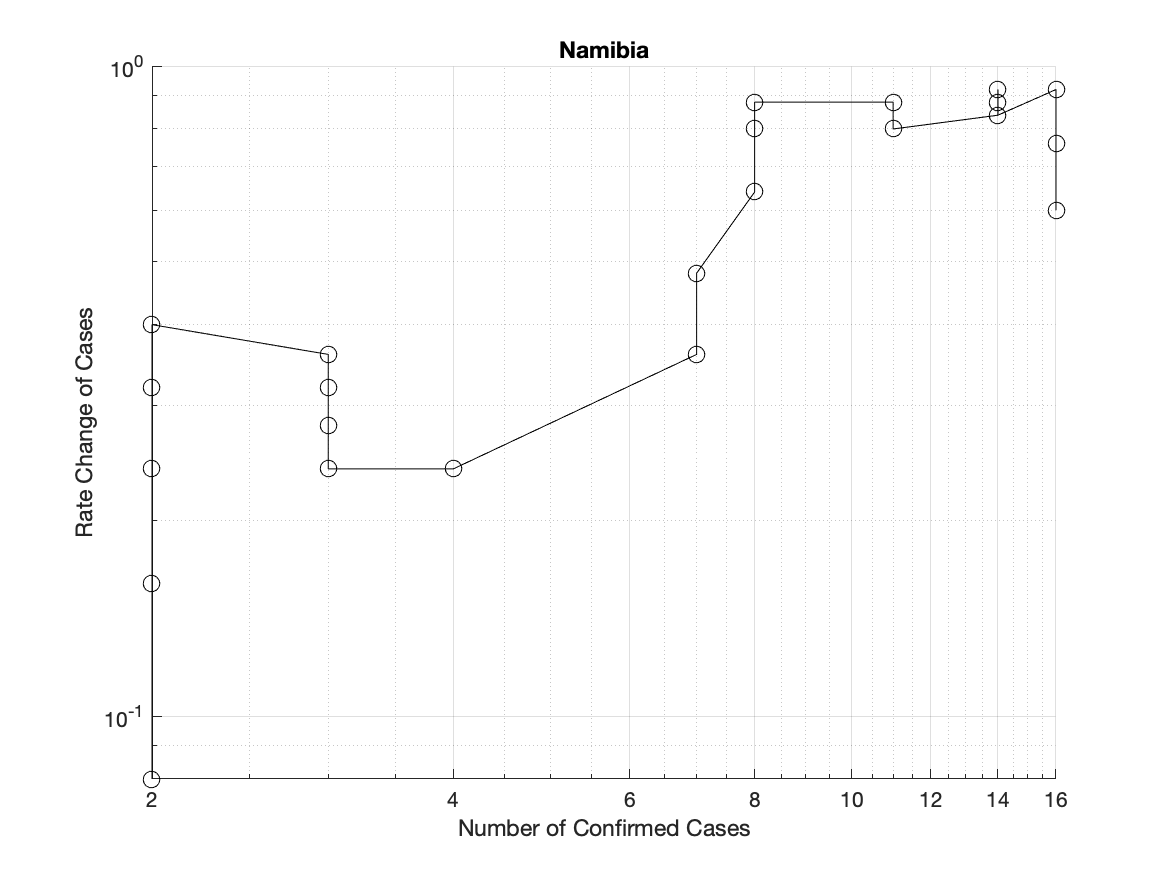 Namibia
10^0
10^-1
Rate Change of Cases
2 4 6 8 10 12 14 16
Number of Confirmed Cases